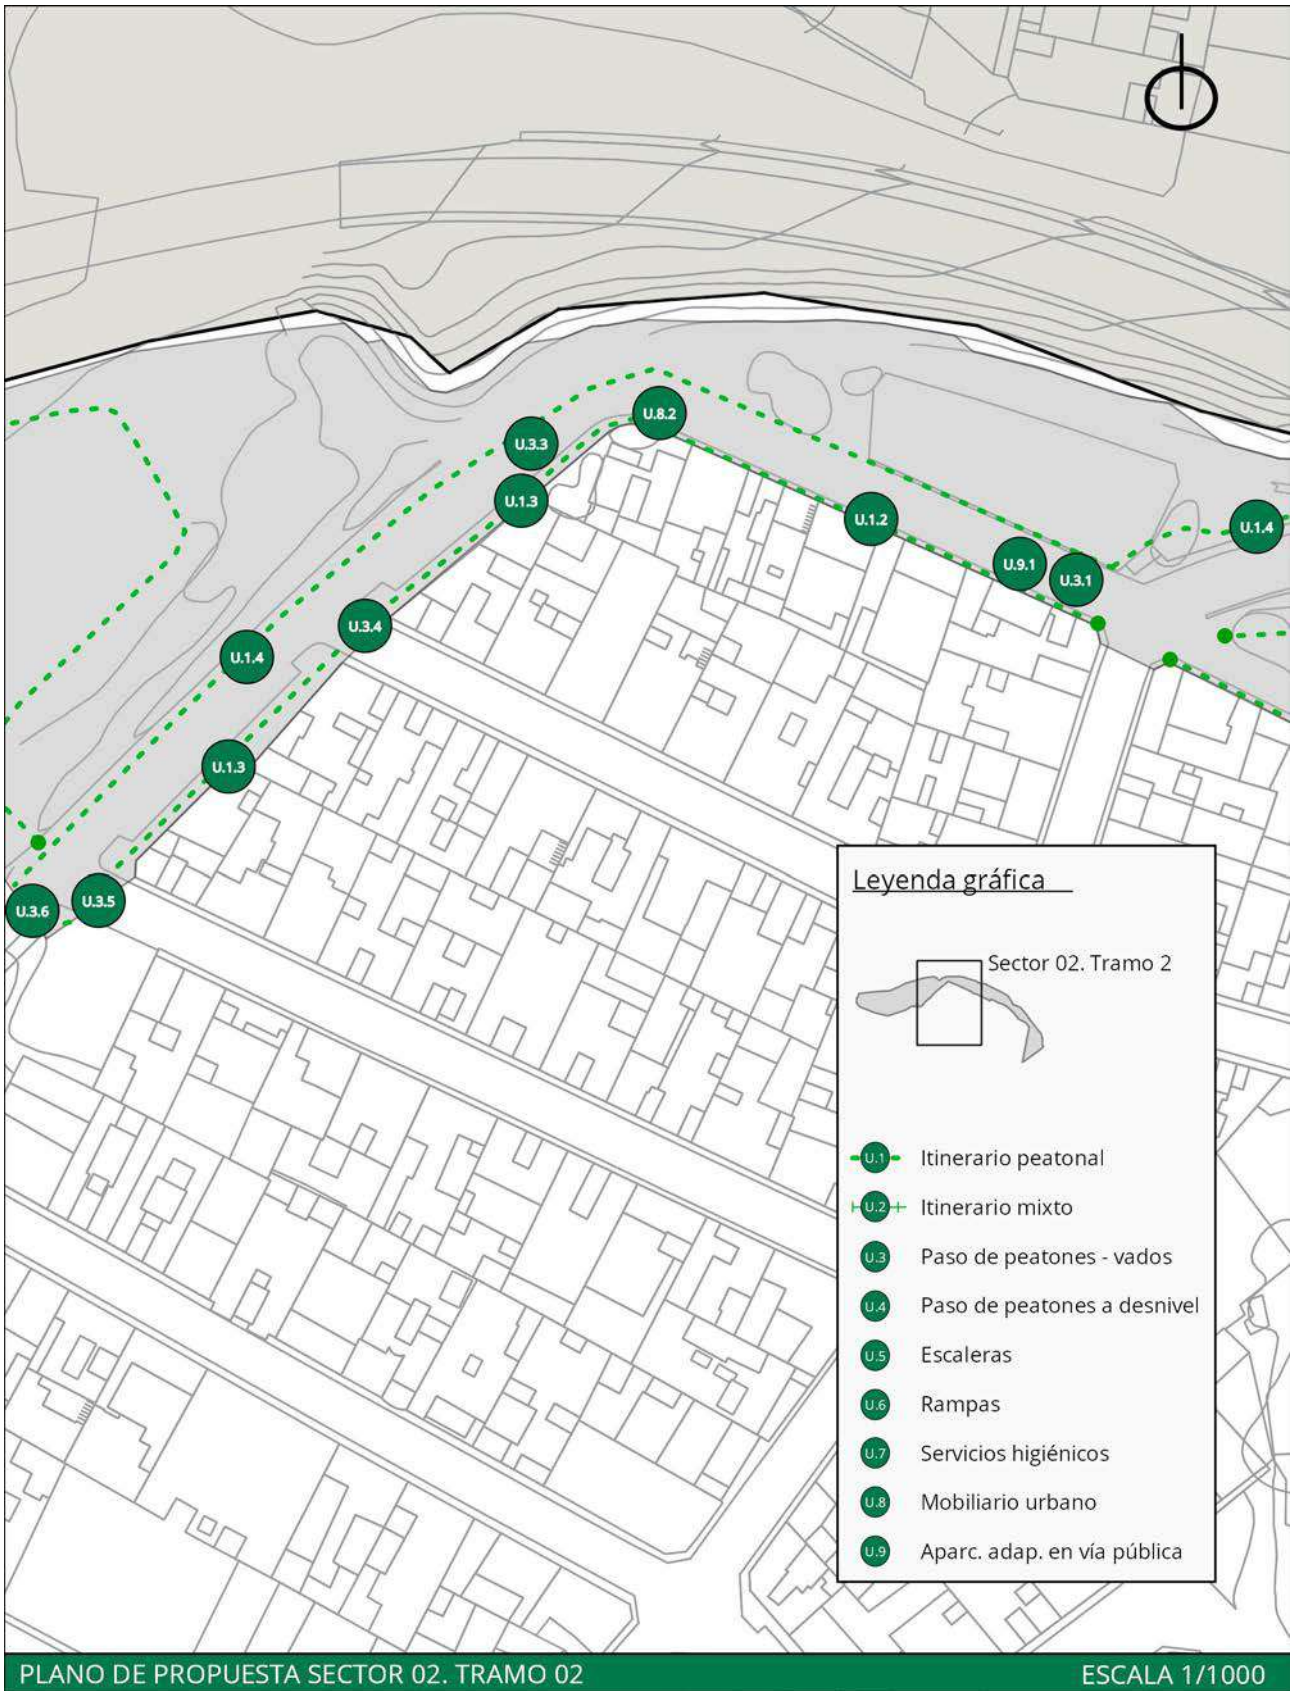 U.8.2
U.3.3
U.1.3
U.1.2
U.1.4
U.9.1
U.3.1
U.3.4
U.1.4
U.1.3
U.3.5
U.3.6
Leyenda gráfica
Sector 02. Tramo 2
U.1 Itinerario peatonal
U.2 Itinerario mixto
U.3 Paso de peatones - vados
U.4 Paso de peatones a desnivel
U.5 Escaleras
U.6 Rampas
U.7 Servicios higiénicos
U.8 Mobiliario urbano
U.9 Aparc. adap. en vía pública
PLANO DE PROPUESTA SECTOR 02. TRAMO 02 ESCALA 1/1000